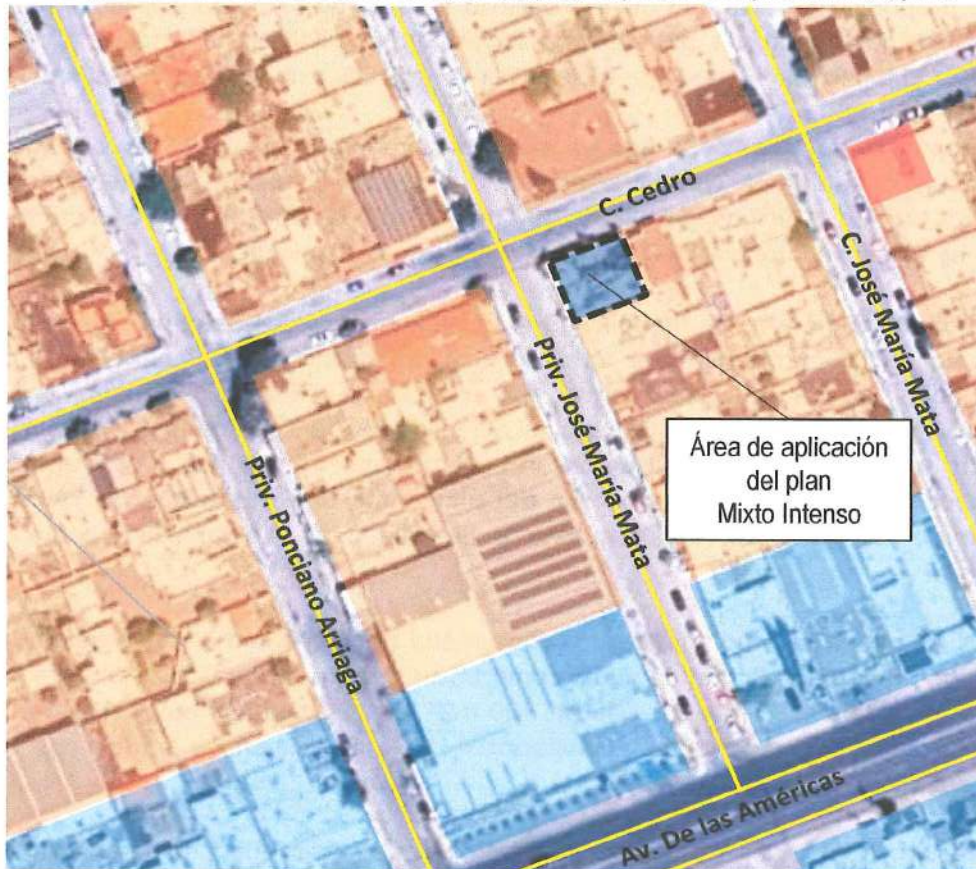 C. Cedro
C. José María Mata
Priv. José María Mata
Área de aplicación
del plan
Mixto Intenso
Priv. Ponciano Arriaga
Av. De las Américas